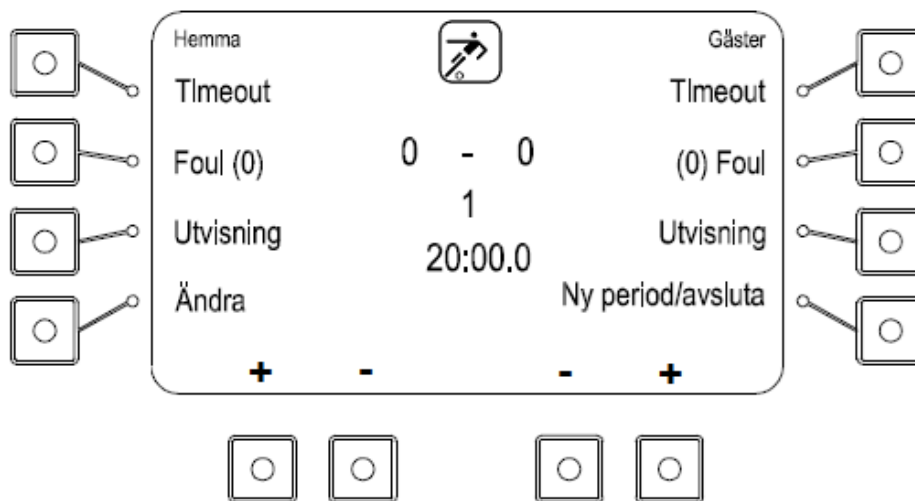 Hemma Gäster
TImeout TImeout
Foul (0) 0 - 0 (0) Foul
1
Utvisning Utvisning
20:00.0
Ändra Ny period/avsluta
+ - - +